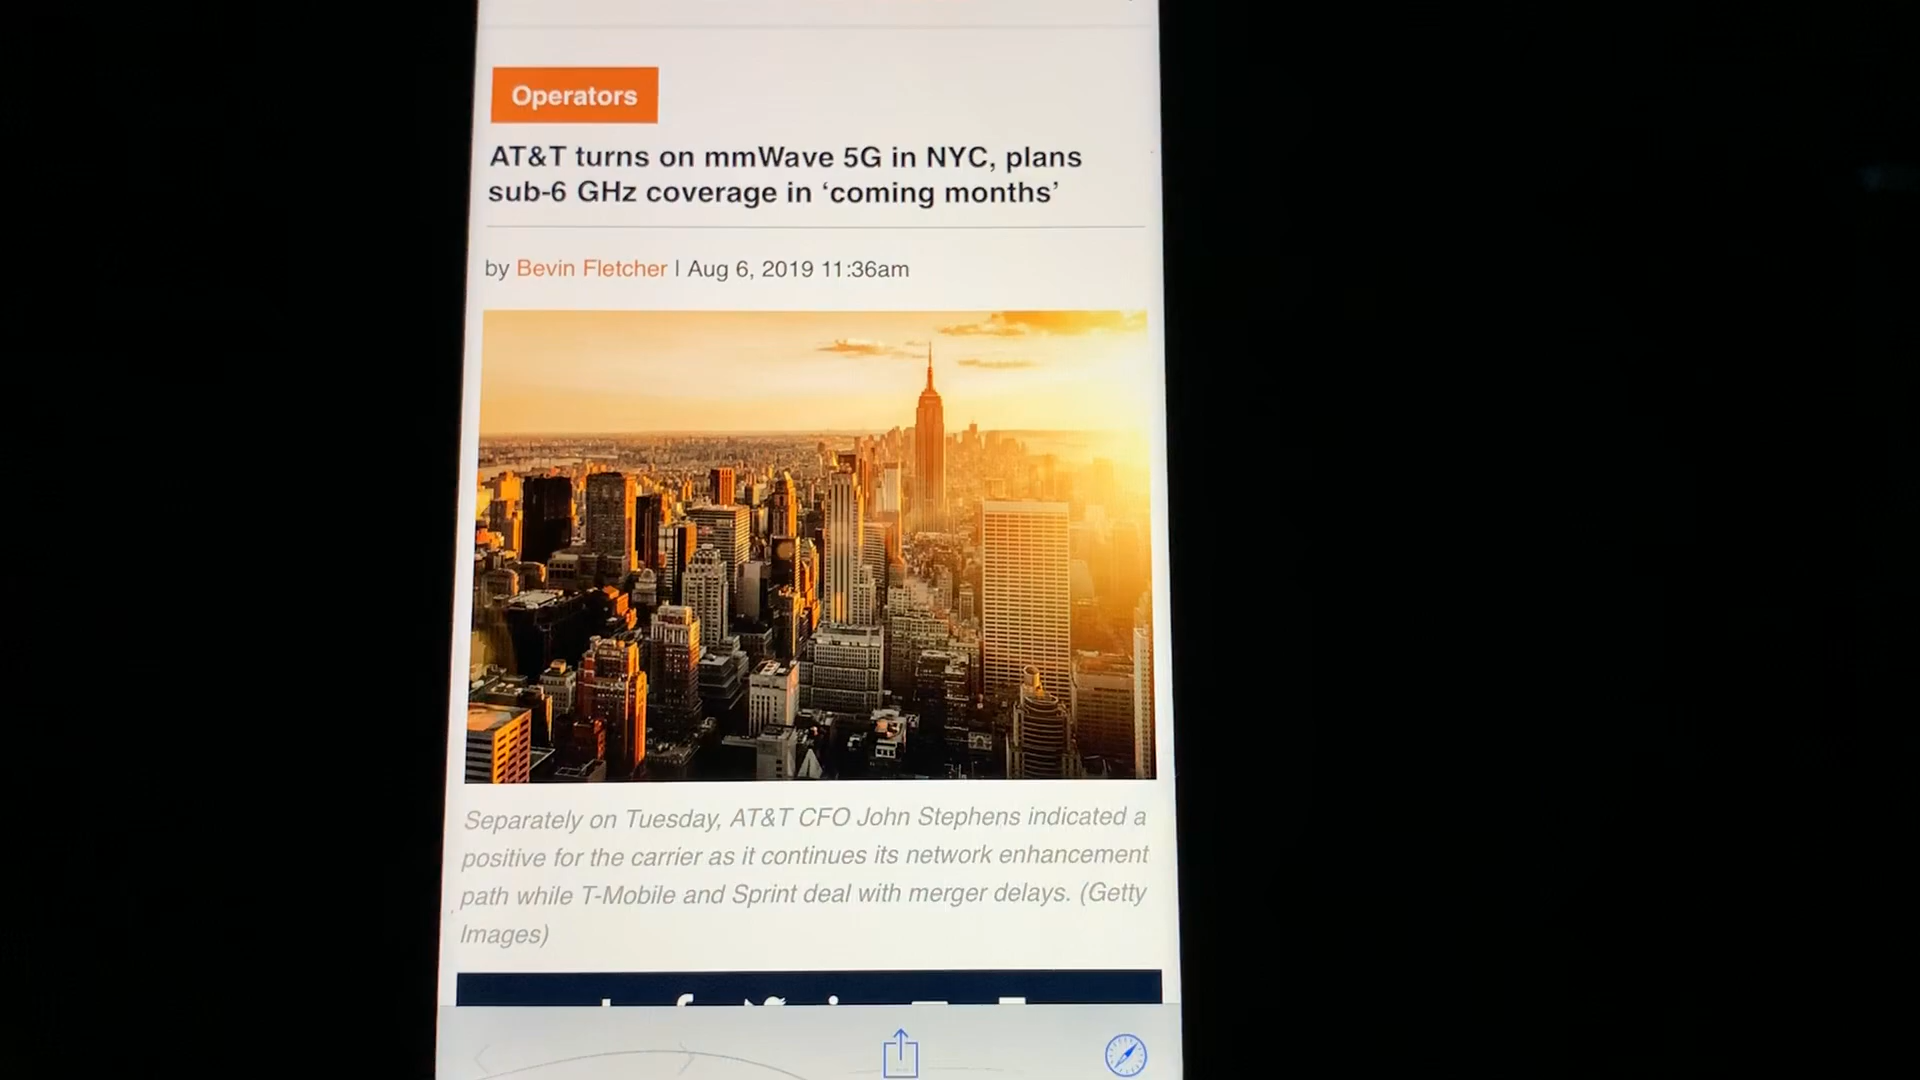 Operators
AT&T turns on mmWave 5G in NYC, plans
sub-6 GHz coverage in ‘coming months’
by Bevin Fletcher | Aug 6, 2019 11:36am
Separately on Tuesday, AT&T CFO John Stephens indicated a
positive for the carrier as it continues its network enhancement
path while T-Mobile and Sprint deal with merger delays. (Getty
Images)